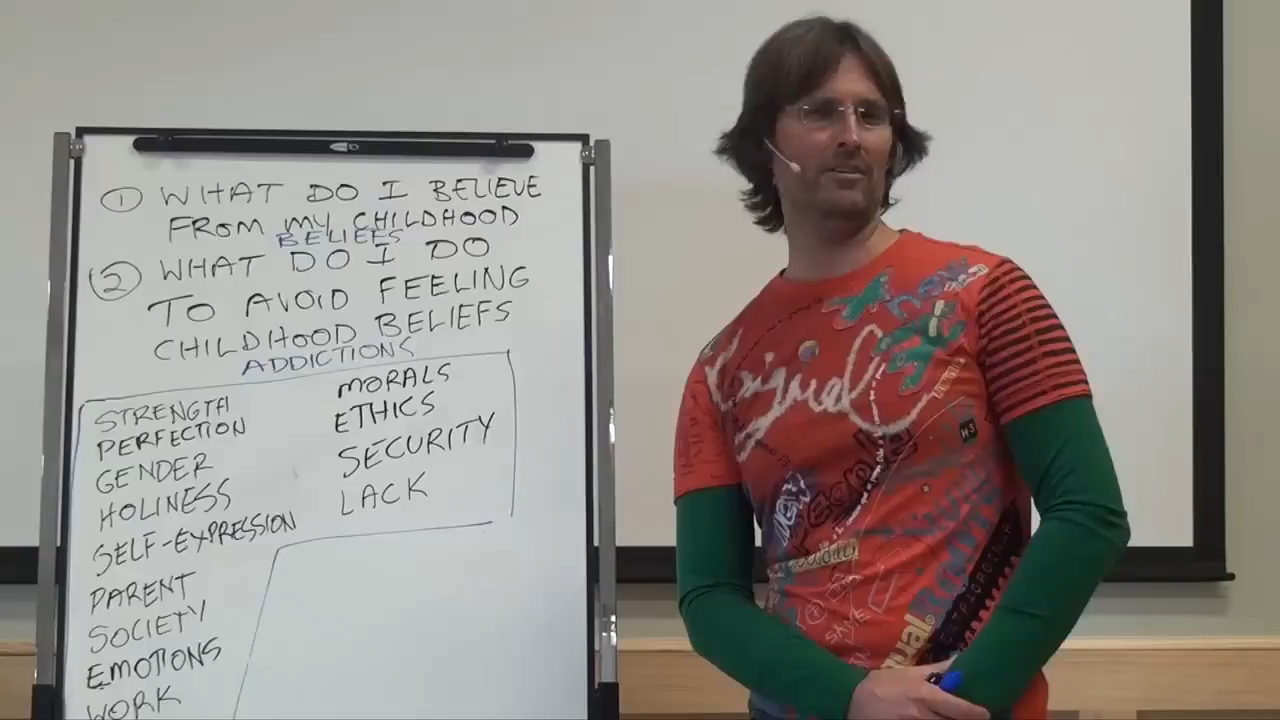 ① WHAT DO I BELIEVE
FROM MY CHILDHOOD
BELIEFS
② WHAT DO I DO
TO AVOID FEELING
CHILDHOOD BELIEFS
ADDICTIONS
STRENGTH
PERFECTION
GENDER
HOLINESS
SELF-EXPRESSION
PARENT
SOCIETY
EMOTIONS
WORK
MORALS
ETHICS
SECURITY
LACK